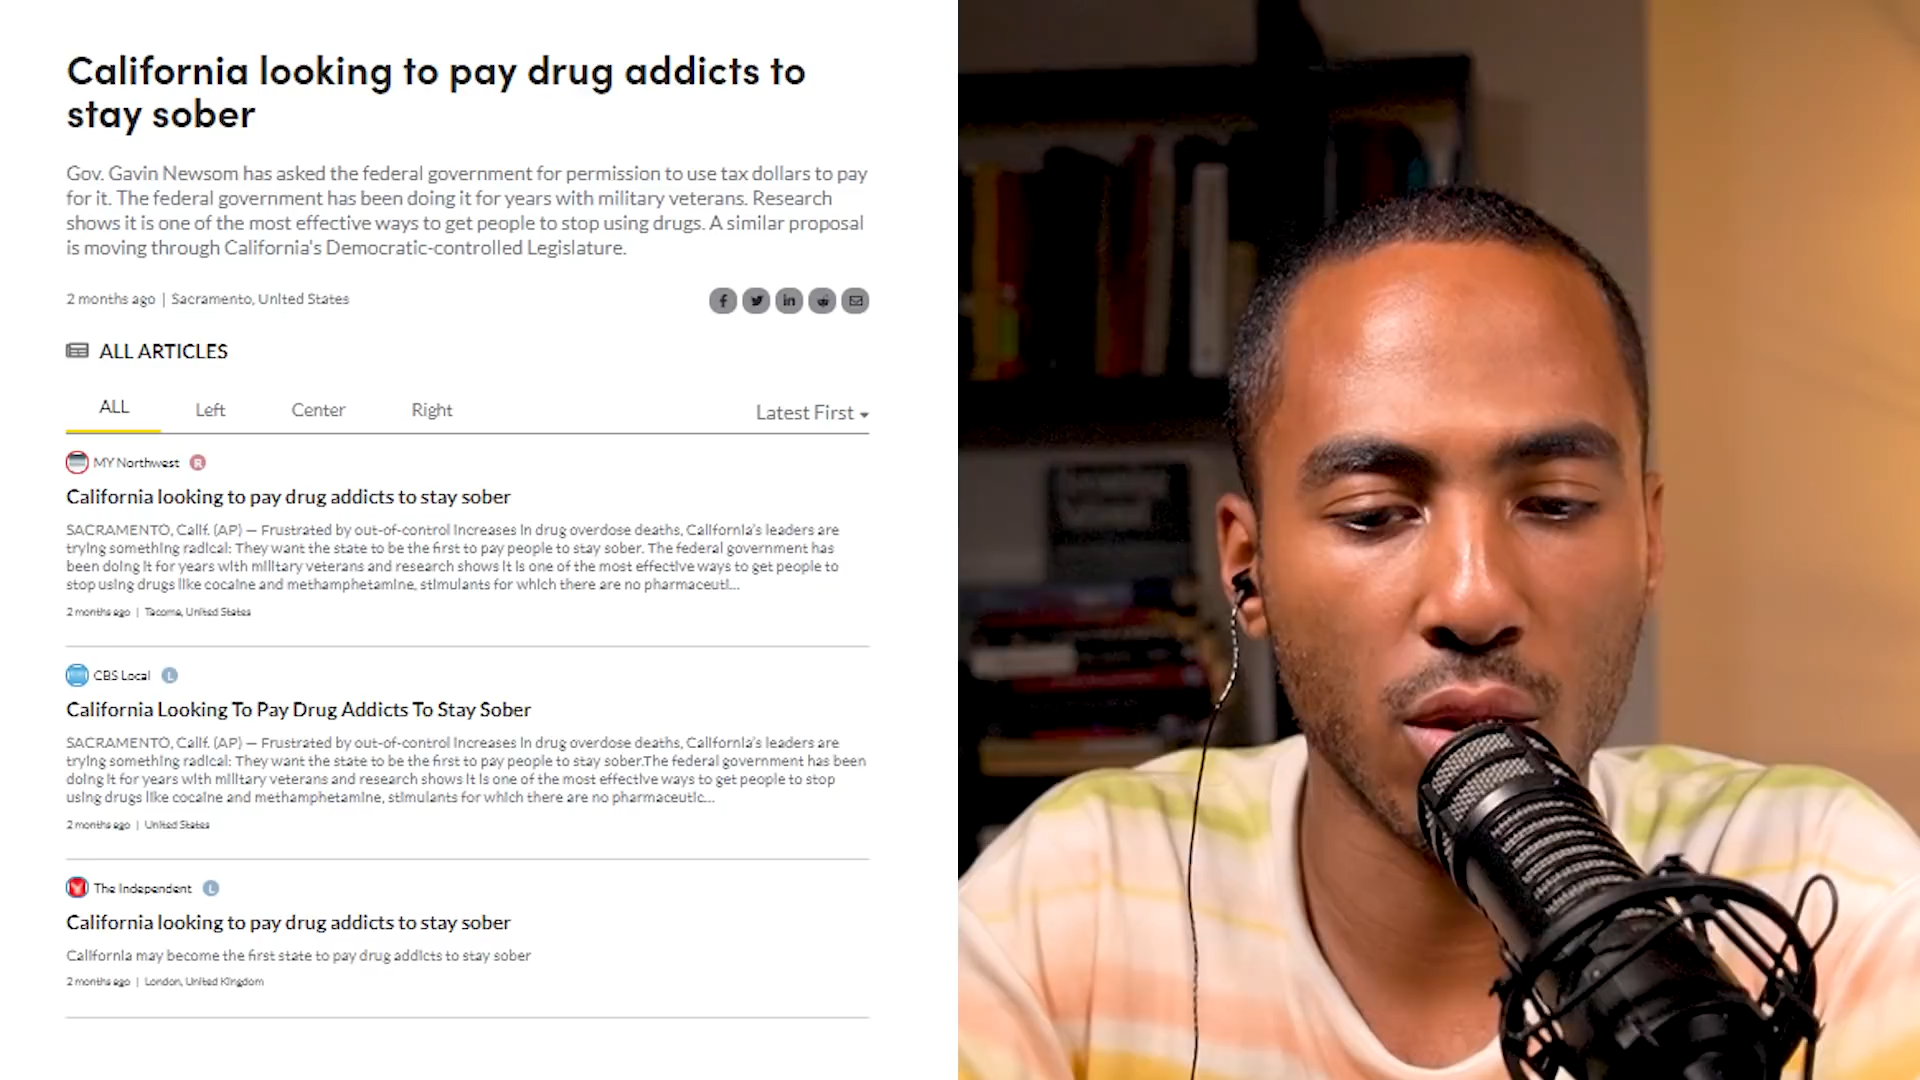 California looking to pay drug addicts to
stay sober
Gov. Gavin Newsom has asked the federal government for permission to use tax dollars to pay
for it. The federal government has been doing it for years with military veterans. Research
shows it is one of the most effective ways to get people to stop using drugs. A similar proposal
is moving through California's Democratic-controlled Legislature.
2 months ago | Sacramento, United States
ALL ARTICLES
ALL Left Center Right Latest First
MY Northwest R
California looking to pay drug addicts to stay sober
SACRAMENTO, Calif. (AP) — Frustrated by out-of-control increases in drug overdose deaths, California's leaders are
trying something radical: They want the state to be the first to pay people to stay sober. The federal government has
been doing it for years with military veterans and research shows it is one of the most effective ways to get people to
stop using drugs like cocaine and methamphetamine, stimulants for which there are no pharmaceuti...
2 months ago | Tacoma, United States
CBS Local L
California Looking To Pay Drug Addicts To Stay Sober
SACRAMENTO, Calif. (AP) — Frustrated by out-of-control increases in drug overdose deaths, California's leaders are
trying something radical: They want the state to be the first to pay people to stay sober.The federal government has been
doing it for years with military veterans and research shows it is one of the most effective ways to get people to stop
using drugs like cocaine and methamphetamine, stimulants for which there are no pharmaceutic...
2 months ago | United States
The Independent L
California looking to pay drug addicts to stay sober
California may become the first state to pay drug addicts to stay sober
2 months ago | London, United Kingdom